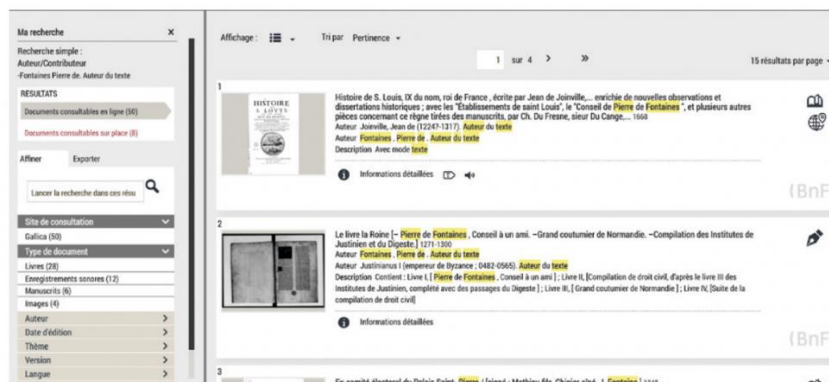 Ma recherche X
Recherche simple :
Auteur/Contributeur
-Fontaines Pierre de. Auteur du texte
RESULTATS
Documents consultables en ligne (50)
Documents consultables sur place (8)
Affiner Exporter
Lancer la recherche dans ces résu
Site de consultation
Gallica (50)
Type de document
Livres (28)
Enregistrements sonores (12)
Manuscrits (6)
Images (4)
Auteur
Date d'édition
Thème
Version
Langue
Affichage : Tri par Pertinence
1 sur 4 > »
15 résultats par page
1
HISTOIRE
DE
S. LOUYS
Histoire de S. Louis, IX du nom, roi de France , écrite par Jean de Joinville,... enrichie de nouvelles observations et
dissertations historiques ; avec les "Établissements de saint Louis", le "Conseil de Pierre de Fontaines ", et plusieurs autres
pièces concernant ce règne tirées des manuscrits, par Ch. Du Fresne, sieur Du Cange,... 1668
Auteur Joinville, Jean de (1224?-1317). Auteur du texte
Auteur Fontaines , Pierre de . Auteur du texte
Description Avec mode texte
Informations détaillées
{BnF
2
Le livre la Roine [– Pierre de Fontaines , Conseil à un ami. –Grand coutumier de Normandie. –Compilation des Institutes de
Justinien et du Digeste.] 1271-1300
Auteur Fontaines , Pierre de . Auteur du texte
Auteur Justinianus I (empereur de Byzance ; 0482-0565). Auteur du texte
Description Contient : Livre I, [ Pierre de Fontaines , Conseil à un ami] ; Livre II, [Compilation de droit civil, d'après le livre III des
Institutes de Justinien, complété avec des passages du Digeste ] ; Livre III, [ Grand coutumier de Normandie ] ; Livre IV, [Suite de la
compilation de droit civil]
Informations détaillées
{BnF
3